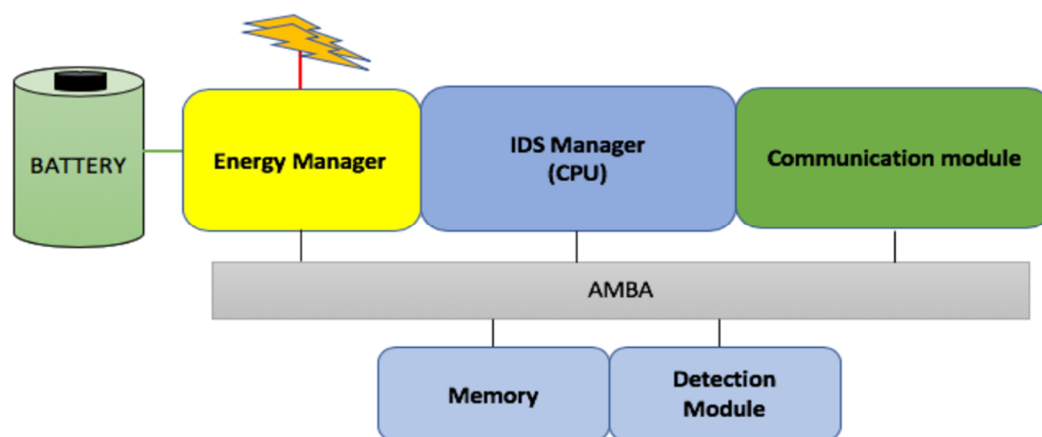 BATTERY
Energy Manager
IDS Manager
(CPU)
Communication module
AMBA
Memory
Detection
Module